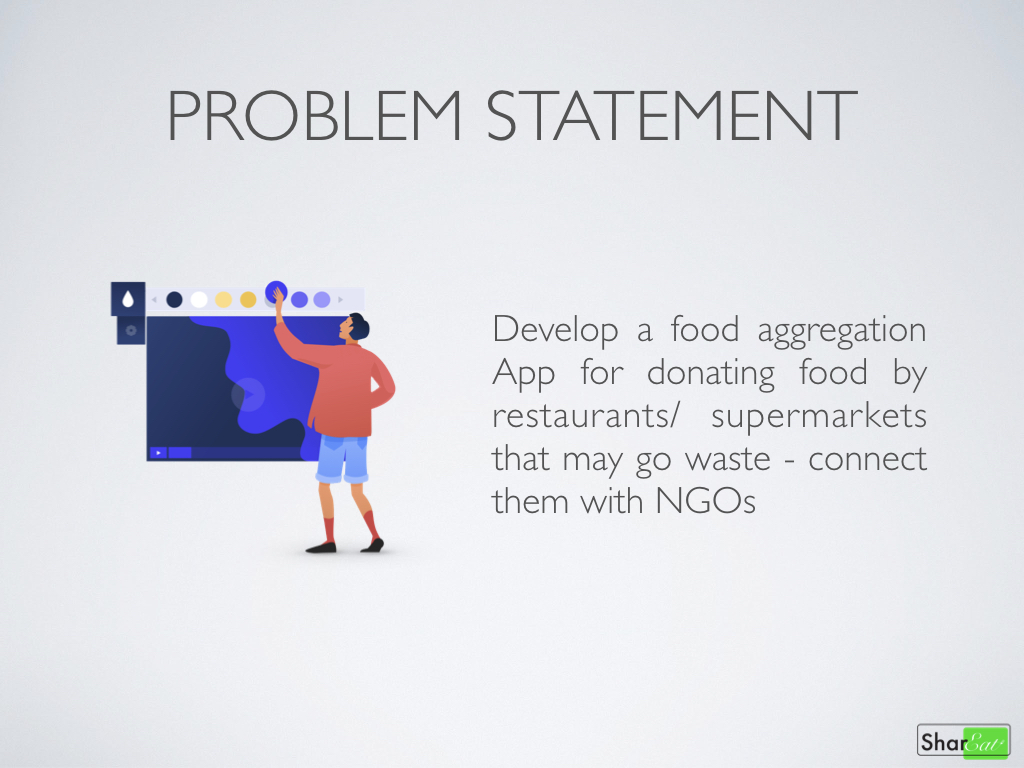 PROBLEM STATEMENT
Develop a food aggregation
App for donating food by
restaurants/ supermarkets
that may go waste - connect
them with NGOs
SharEat